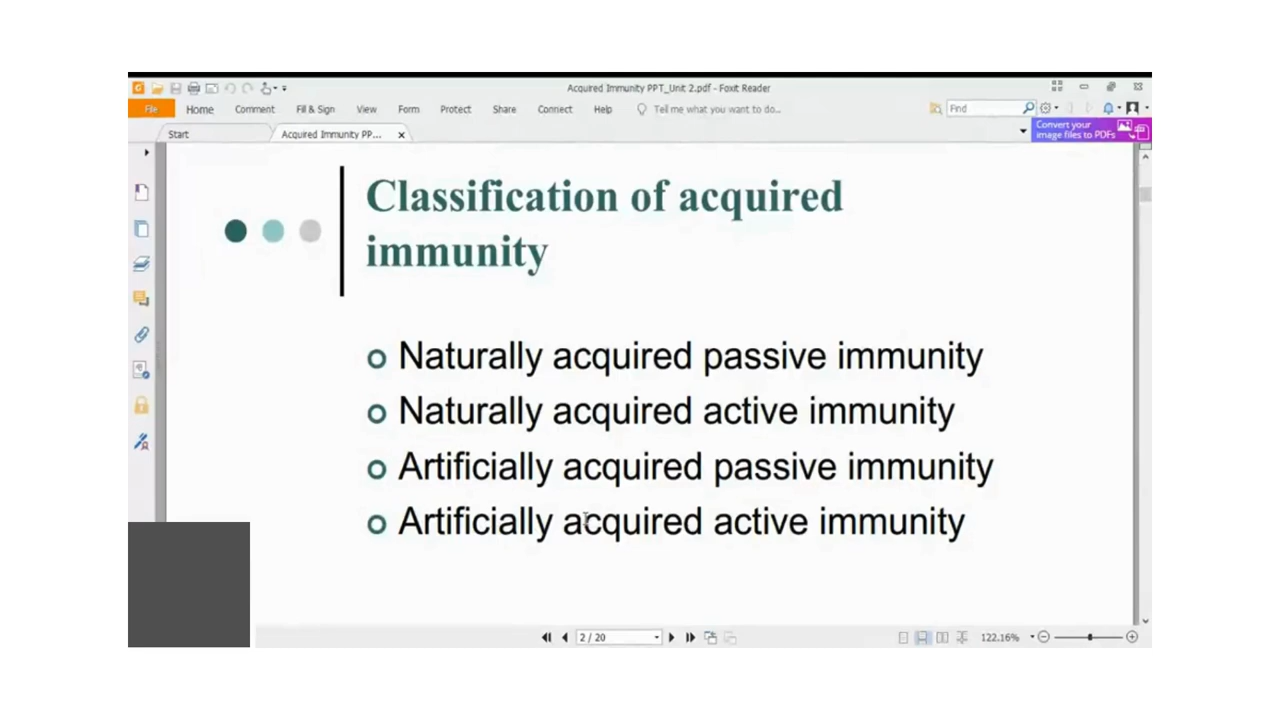 Acquired Immunity PPT_Unit 2.pdf - Foxit Reader
File Home Comment Fill & Sign View Form Protect Share Connect Help Tell me what you want to do... Find
Start Acquired Immunity PP... Convert your
image files to PDFs
Classification of acquired
immunity
Naturally acquired passive immunity
Naturally acquired active immunity
Artificially acquired passive immunity
Artificially acquired active immunity
2 / 20 122.16%